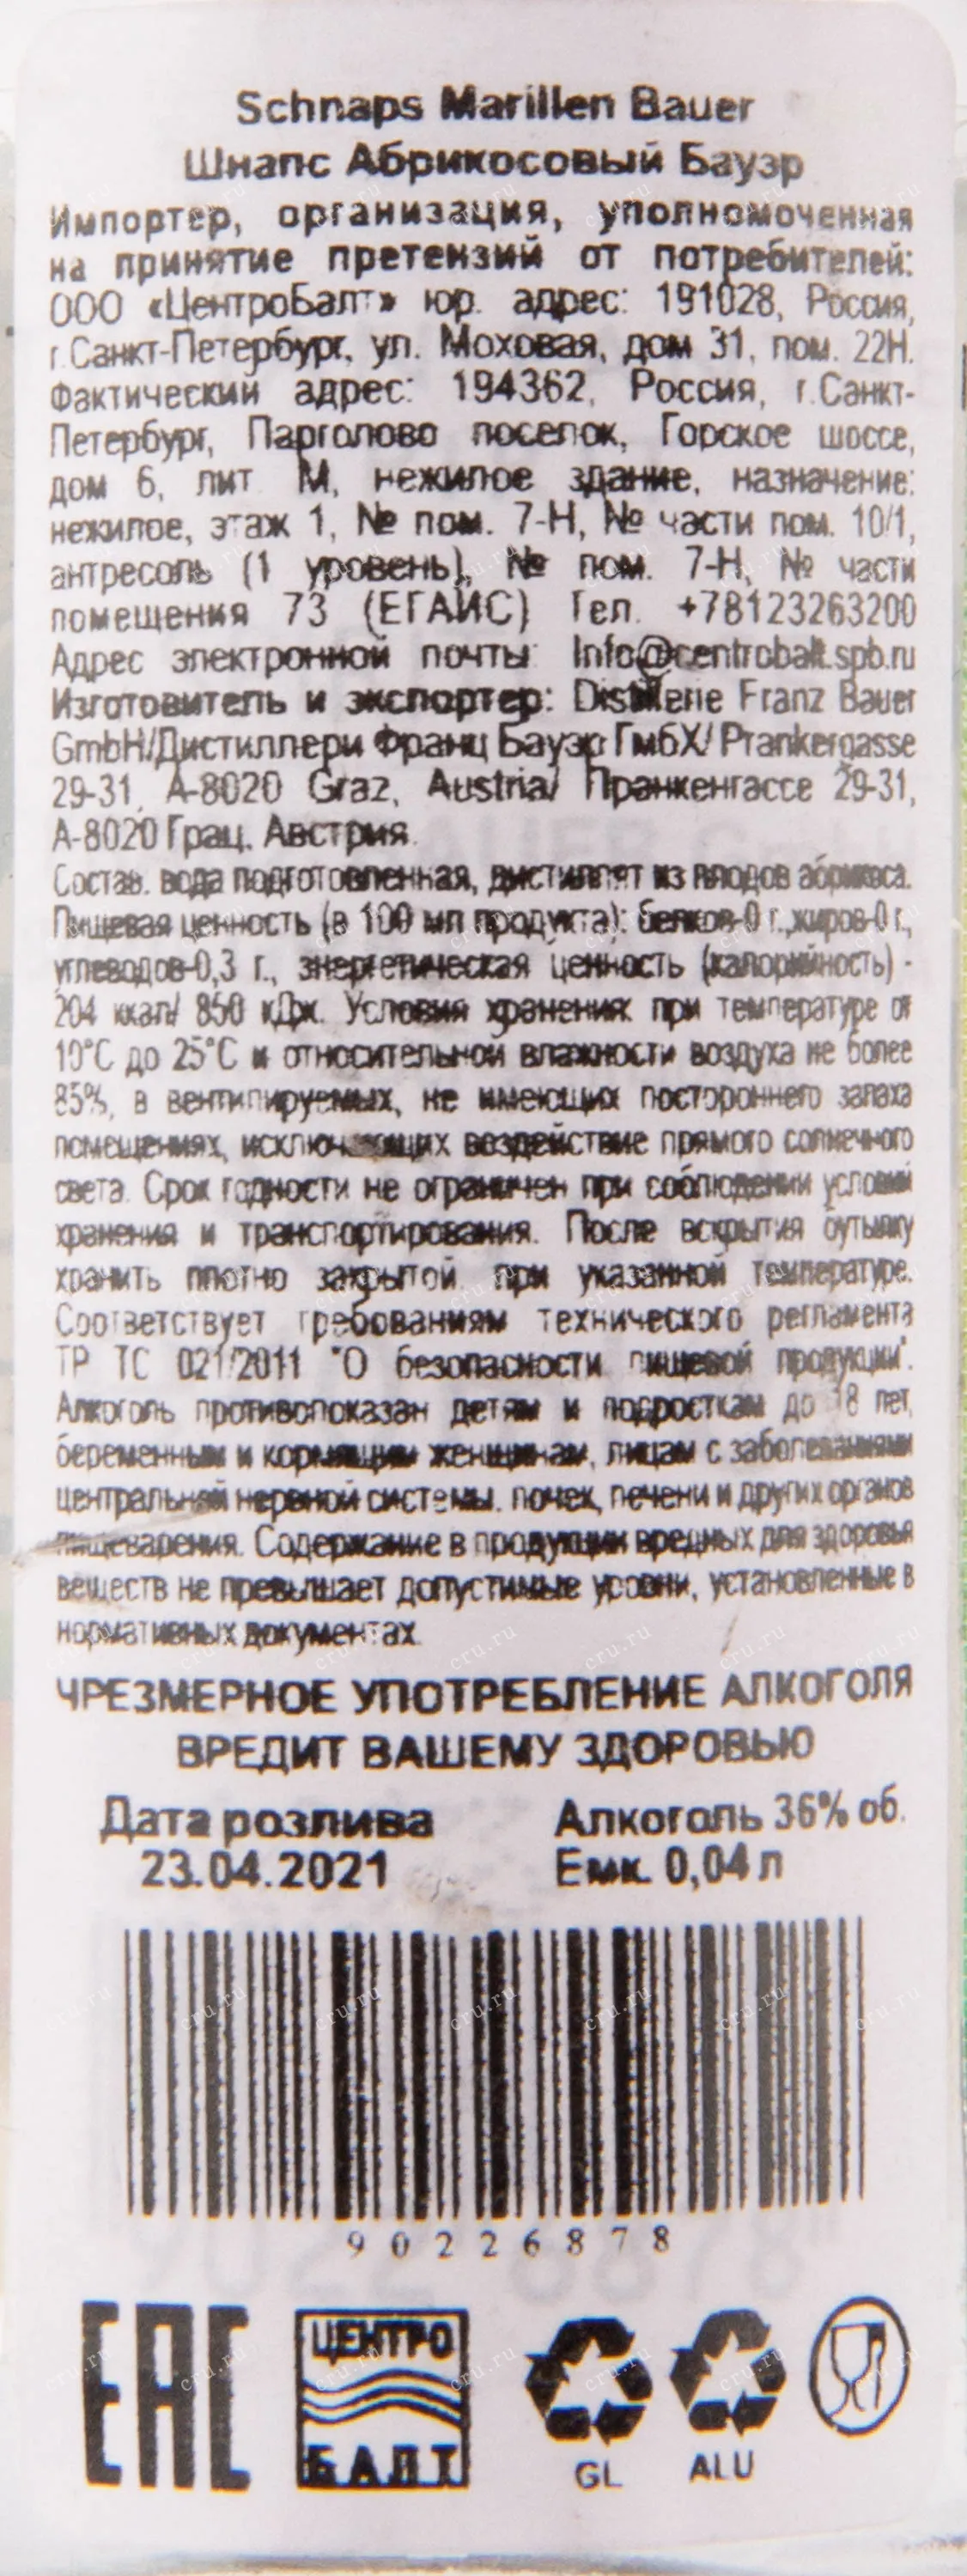 Schnaps Marillen Bauer
Шнапс Абрикосовый Бауэр
Импортер, организация, уполномоченная
на принятие претензий от потребителей:
ООО «ЦентроБалт» юр. адрес: 191028, Россия,
г.Санкт-Петербург, ул. Моховая, дом 31, пом. 22Н.
Фактический адрес: 194362, Россия, г.Санкт-
Петербург, Парголово поселок, Горское шоссе,
дом 6, лит М, нежилое здание, назначение:
нежилое, этаж 1, № пом. 7-Н, № части пом. 10/1,
антресоль (1 уровень), № пом. 7-Н, № части
помещения 73 (ЕГАИС) Тел. +78123263200
Адрес электронной почты: Info@centrobalt.spb.ru
Изготовитель и экспортер: Distillerie Franz Bauer
GmbH/Дистиллери Франц Бауэр ГмбХ/ Prankergasse
29-31, A-8020 Graz, Austria/ Пранкенгассе 29-31,
А-8020 Грац, Австрия.
Состав: вода подготовленная, дистиллят из плодов абрикоса.
Пищевая ценность (в 100 мл продукта): белков-0 г.,жиров-0 г.,
углеводов-0,3 г., энергетическая ценность (калорийность) -
204 ккал/ 850 кДж. Условия хранения: при температуре от
10°С до 25°С и относительной влажности воздуха не более
85%, в вентилируемых, не имеющих постороннего запаха
помещениях, исключающих воздействие прямого солнечного
света. Срок годности не ограничен при соблюдении условий
хранения и транспортирования. После вскрытия бутылку
хранить плотно закрытой при указанной температуре.
Соответствует требованиям технического регламента
ТР ТС 021/2011 "О безопасности пищевой продукции".
Алкоголь противопоказан детям и подросткам до 18 лет,
беременным и кормящим женщинам, лицам с заболеваниями
центральной нервной системы, почек, печени и других органов
пищеварения. Содержание в продукции вредных для здоровья
веществ не превышает допустимые уровни, установленные в
нормативных документах.
ЧРЕЗМЕРНОЕ УПОТРЕБЛЕНИЕ АЛКОГОЛЯ
ВРЕДИТ ВАШЕМУ ЗДОРОВЬЮ
Дата розлива Алкоголь 36% об.
23.04.2021 Емк. 0,04 л
90226878
ЕАС ЦЕНТРО
БАЛТ
GL ALU